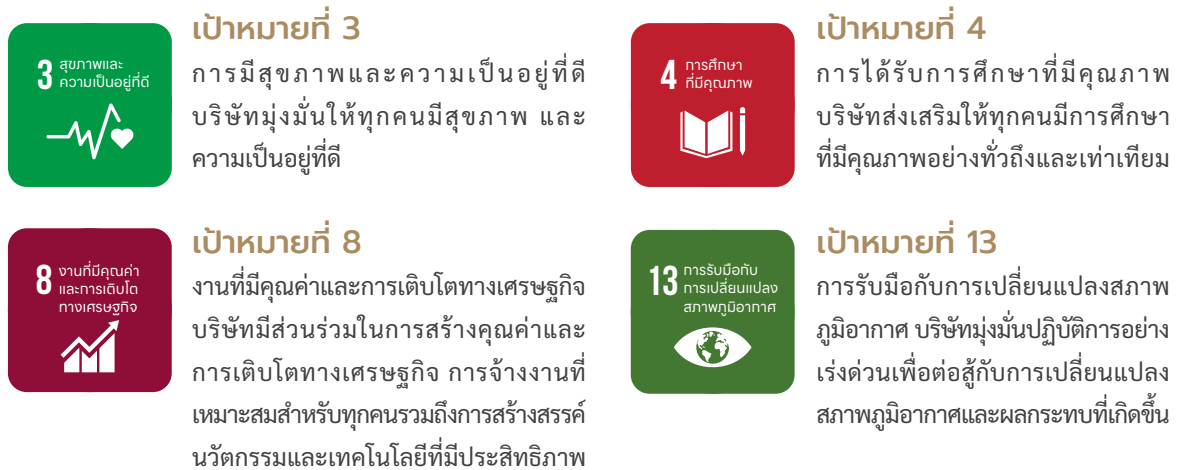 3 สุขภาพและ
ความเป็นอยู่ที่ดี
เป้าหมายที่ 3
การมีสุขภาพและความเป็นอยู่ที่ดี
บริษัทมุ่งมั่นให้ทุกคนมีสุขภาพ และ
ความเป็นอยู่ที่ดี
4 การศึกษา
ที่มีคุณภาพ
เป้าหมายที่ 4
การได้รับการศึกษาที่มีคุณภาพ
บริษัทส่งเสริมให้ทุกคนมีการศึกษา
ที่มีคุณภาพอย่างทั่วถึงและเท่าเทียม
8 งานที่มีคุณค่า
และการเติบโต
ทางเศรษฐกิจ
เป้าหมายที่ 8
งานที่มีคุณค่าและการเติบโตทางเศรษฐกิจ
บริษัทมีส่วนร่วมในการสร้างคุณค่าและ
การเติบโตทางเศรษฐกิจ การจ้างงานที่
เหมาะสมสำหรับทุกคนรวมถึงการสร้างสรรค์
นวัตกรรมและเทคโนโลยีที่มีประสิทธิภาพ
13 การรับมือกับ
การเปลี่ยนแปลง
สภาพภูมิอากาศ
เป้าหมายที่ 13
การรับมือกับการเปลี่ยนแปลงสภาพ
ภูมิอากาศ บริษัทมุ่งมั่นปฏิบัติการอย่าง
เร่งด่วนเพื่อต่อสู้กับการเปลี่ยนแปลง
สภาพภูมิอากาศและผลกระทบที่เกิดขึ้น